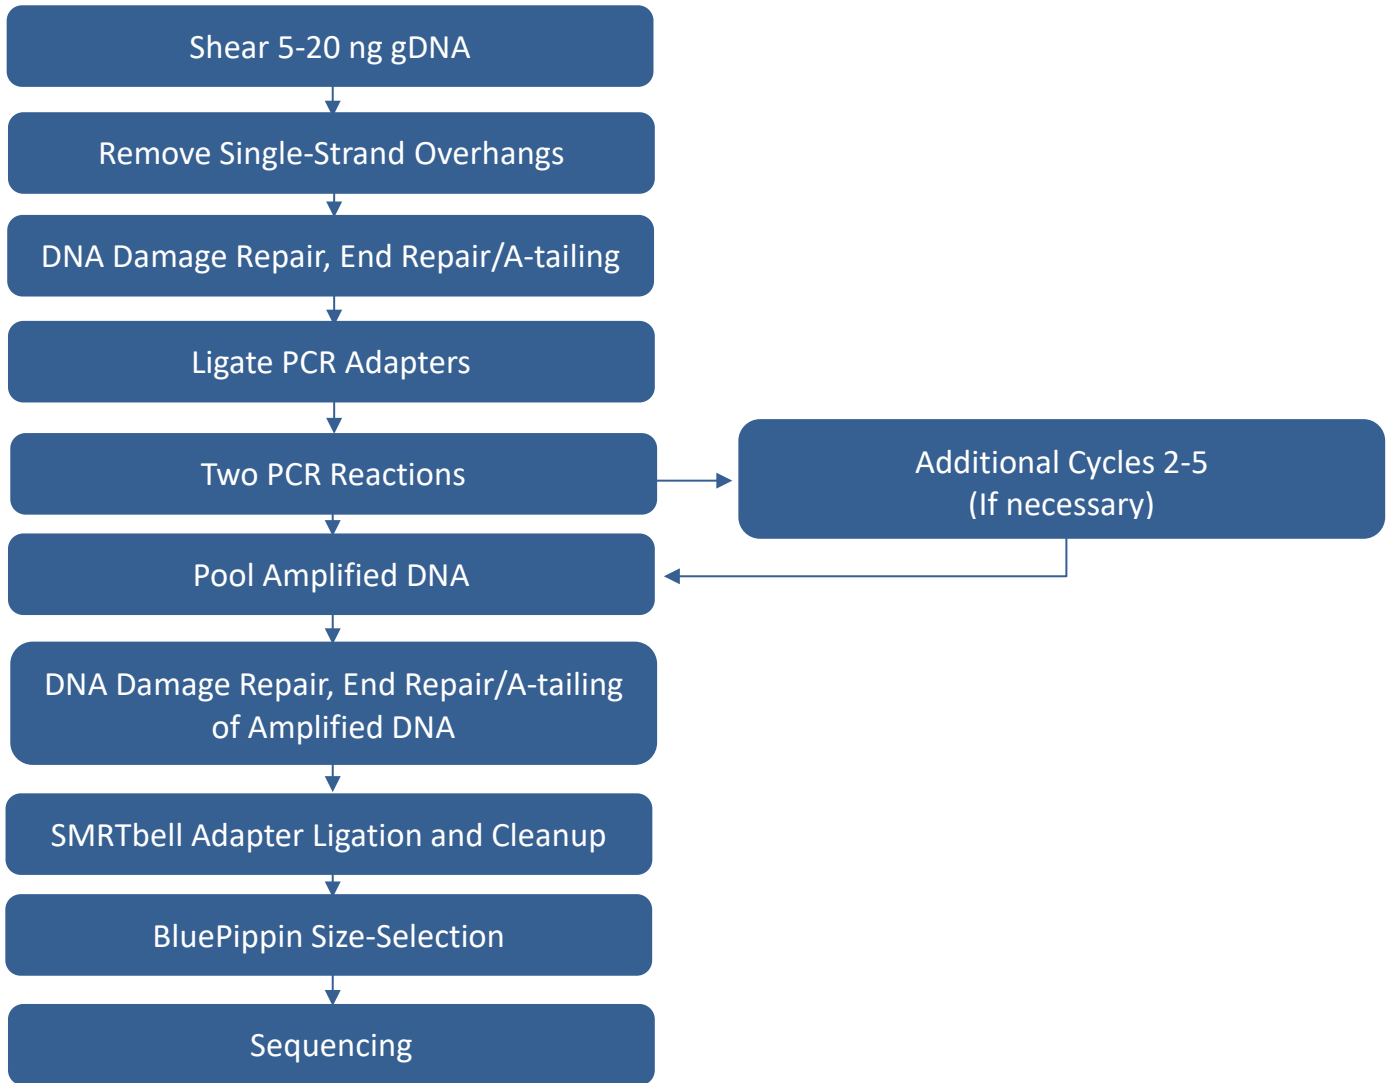 Shear 5-20 ng gDNA
Remove Single-Strand Overhangs
DNA Damage Repair, End Repair/A-tailing
Ligate PCR Adapters
Two PCR Reactions
Additional Cycles 2-5
(If necessary)
Pool Amplified DNA
DNA Damage Repair, End Repair/A-tailing
of Amplified DNA
SMRTbell Adapter Ligation and Cleanup
BluePippin Size-Selection
Sequencing